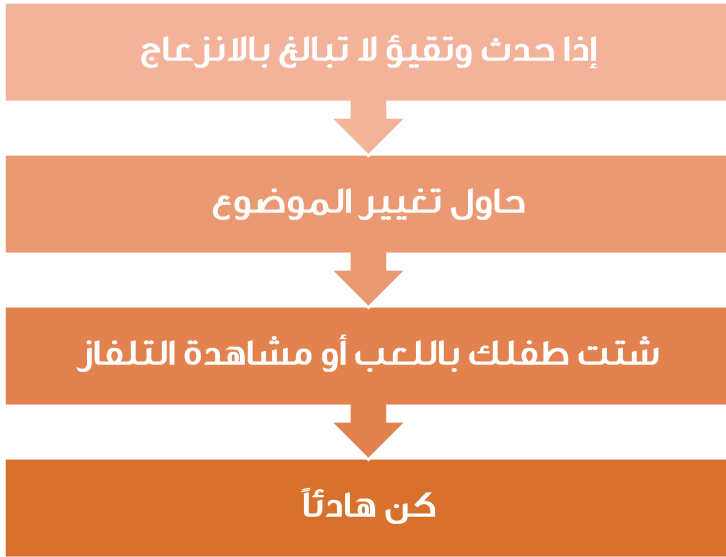 إذا حدث وتقيؤ لا تبالغ بالانزعاج
حاول تغيير الموضوع
شتت طفلك باللعب أو مشاهدة التلفاز
كن هادئاً